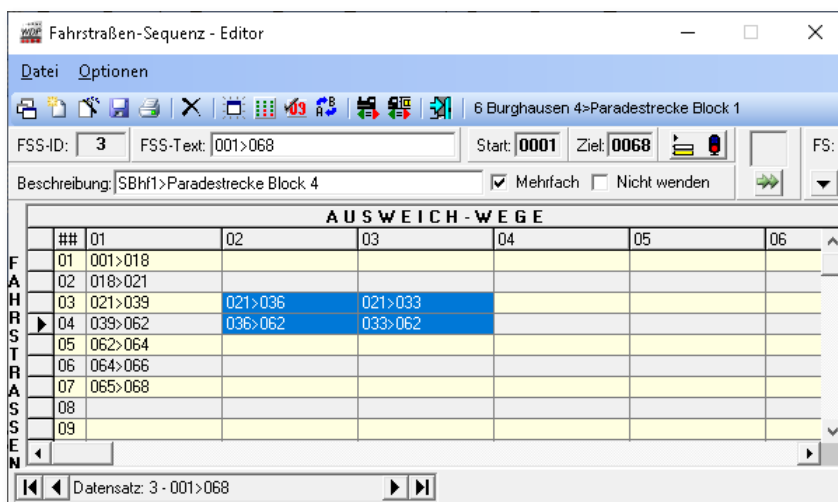 WDP Fahrstraßen-Sequenz - Editor
Datei Optionen
6 Burghausen 4>Paradestrecke Block 1
FSS-ID: 3 FSS-Text: 001>068 Start: 0001 Ziel: 0068 FS:
Beschreibung: SBhf1>Paradestrecke Block 4 Mehrfach Nicht wenden
AUSWEICH-WEGE
## 01 02 03 04 05 06
FAHRSTRASSEN
01 001>018
02 018>021
03 021>039 021>036 021>033
04 039>062 036>062 033>062
05 062>064
06 064>066
07 065>068
08
09
Datensatz: 3 - 001>068